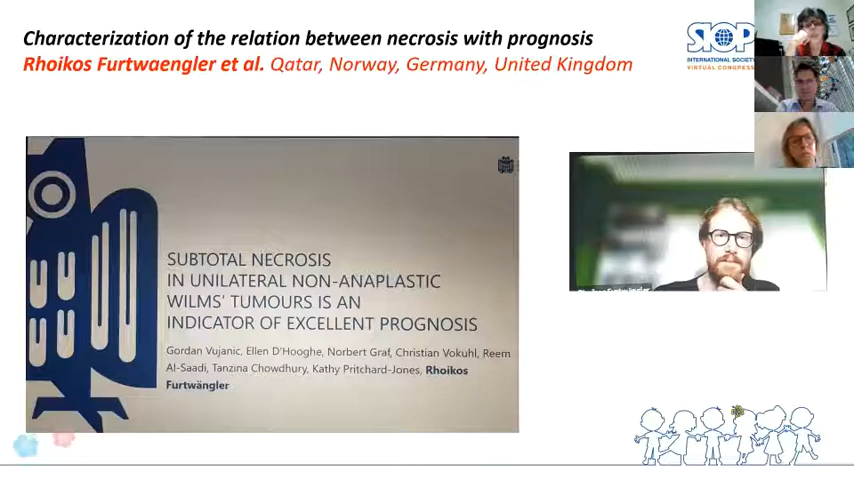 Characterization of the relation between necrosis with prognosis
Rhoikos Furtwaengler et al. Qatar, Norway, Germany, United Kingdom
SIOP
INTERNATIONAL SOCIETY
VIRTUAL CONGRESS
SUBTOTAL NECROSIS
IN UNILATERAL NON-ANAPLASTIC
WILMS' TUMOURS IS AN
INDICATOR OF EXCELLENT PROGNOSIS
Gordan Vujanic, Ellen D'Hooghe, Norbert Graf, Christian Vokuhl, Reem
Al-Saadi, Tanzina Chowdhury, Kathy Pritchard-Jones, Rhoikos
Furtwängler